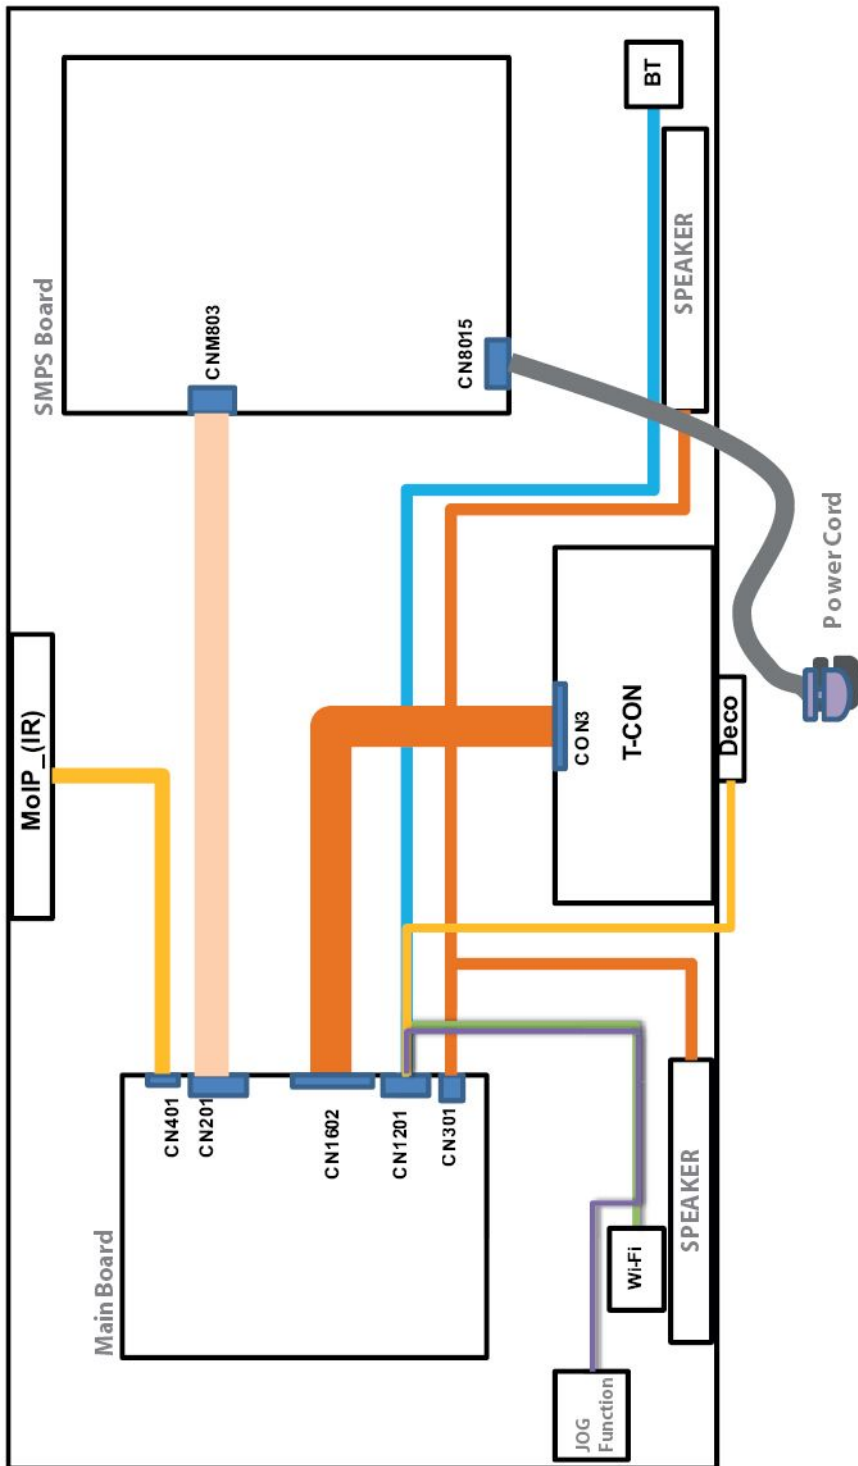 SMPS Board
CNM803
CN8015
BT
SPEAKER
Power Cord
MoIP_(IR)
CON3
T-CON
Deco
Main Board
CN401
CN201
CN1602
CN1201
CN301
Wi-Fi
SPEAKER
JOG
Function